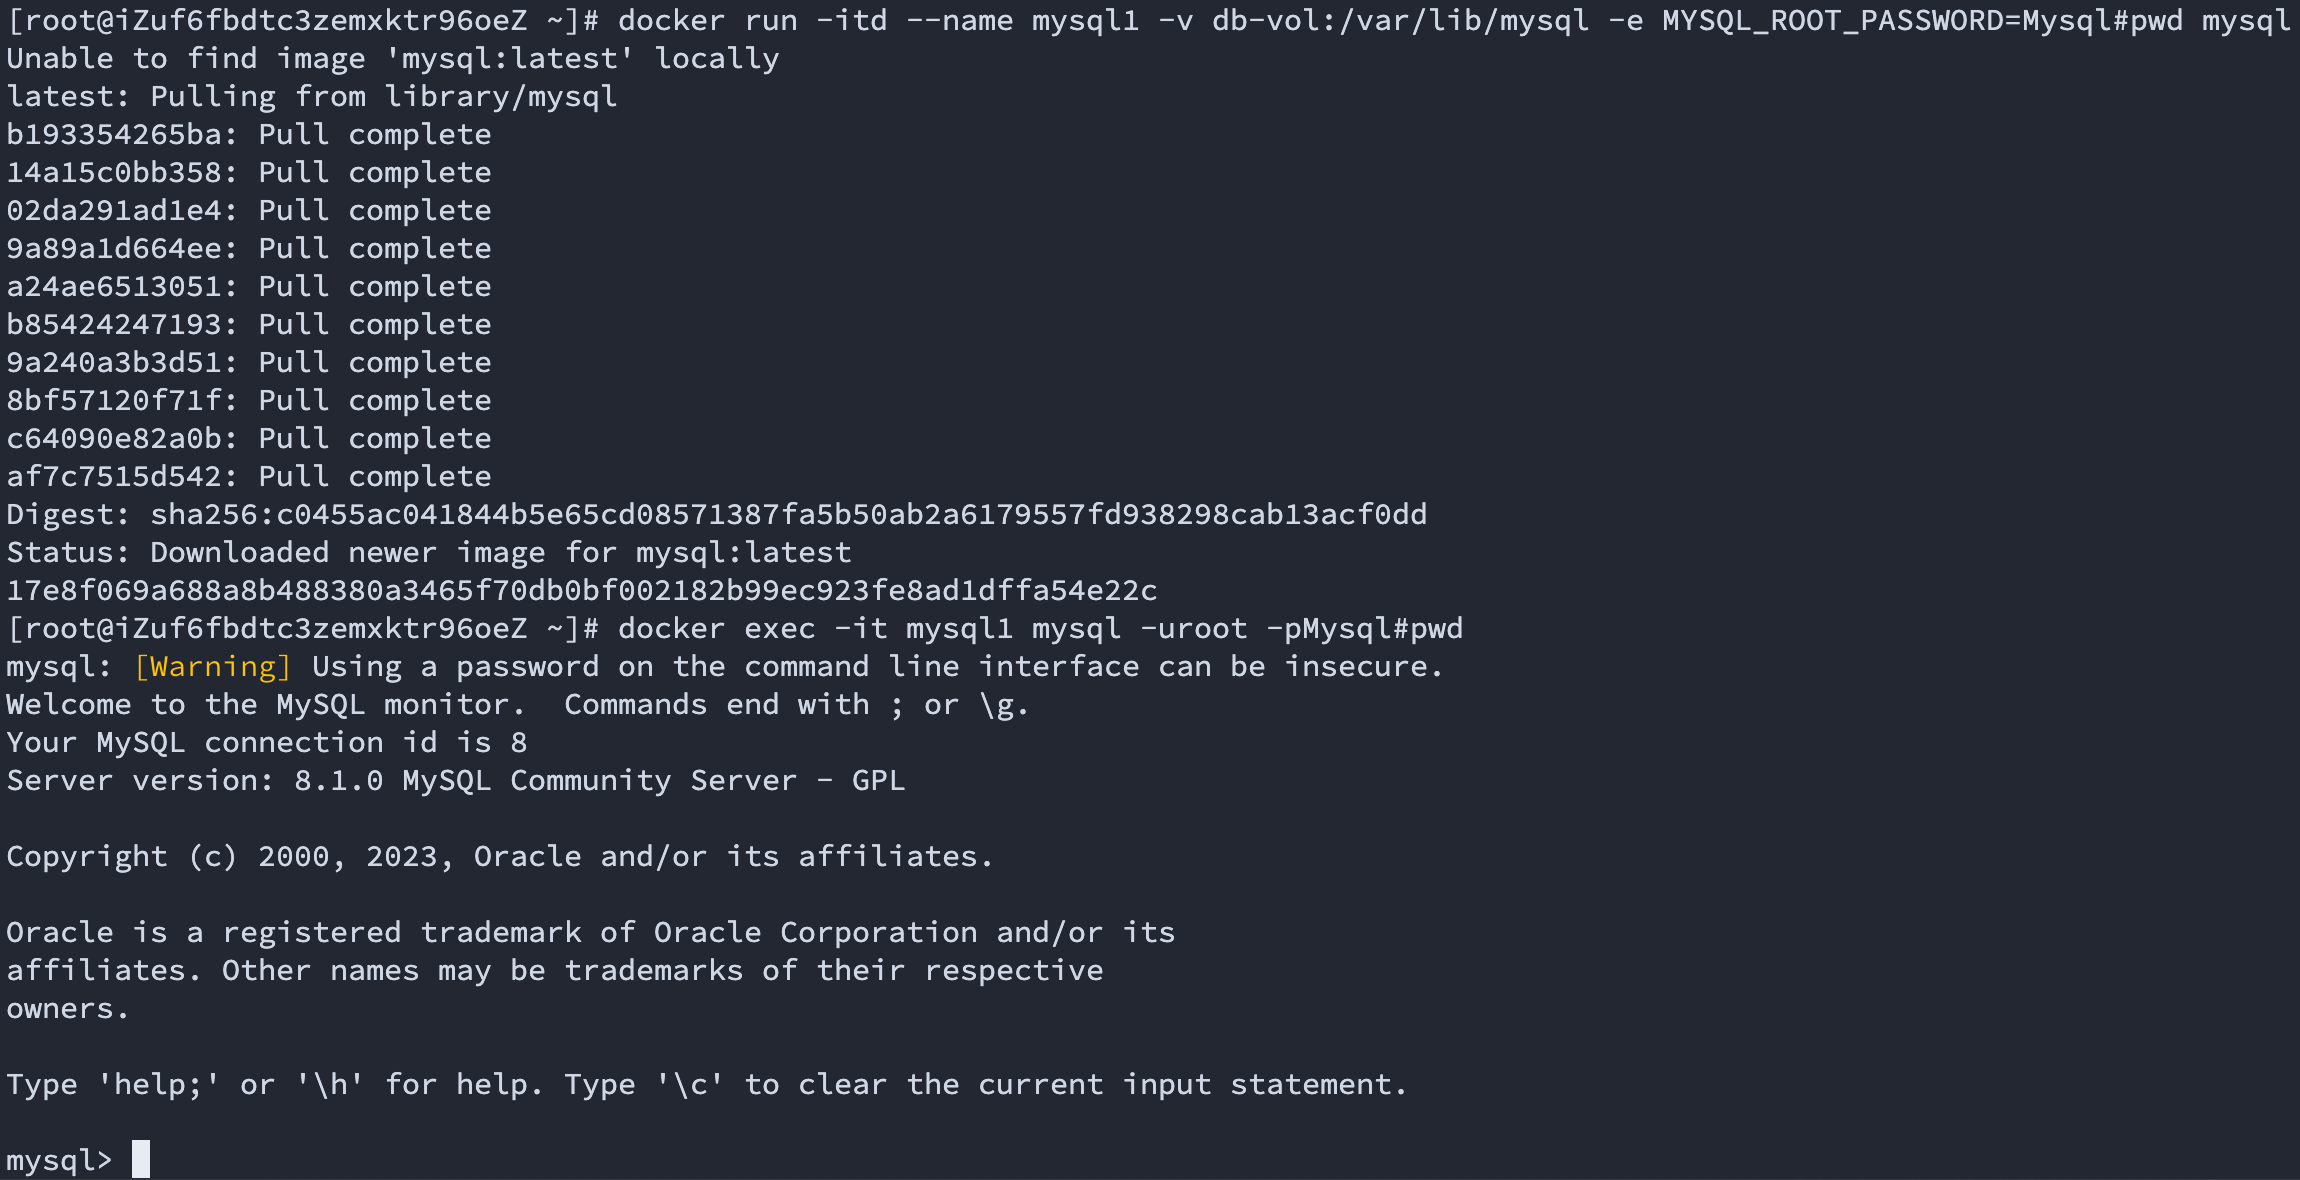 [root@iZuf6fbdtc3zemxktr96oeZ ~]# docker run -itd --name mysql1 -v db-vol:/var/lib/mysql -e MYSQL_ROOT_PASSWORD=Mysql#pwd mysql
Unable to find image 'mysql:latest' locally
latest: Pulling from library/mysql
b193354265ba: Pull complete
14a15c0bb358: Pull complete
02da291ad1e4: Pull complete
9a89a1d664ee: Pull complete
a24ae6513051: Pull complete
b85424247193: Pull complete
9a240a3b3d51: Pull complete
8bf57120f71f: Pull complete
c64090e82a0b: Pull complete
af7c7515d542: Pull complete
Digest: sha256:c0455ac041844b5e65cd08571387fa5b50ab2a6179557fd938298cab13acf0dd
Status: Downloaded newer image for mysql:latest
17e8f069a688a8b488380a3465f70db0bf002182b99ec923fe8ad1dffa54e22c
[root@iZuf6fbdtc3zemxktr96oeZ ~]# docker exec -it mysql1 mysql -uroot -pMysql#pwd
mysql: [Warning] Using a password on the command line interface can be insecure.
Welcome to the MySQL monitor.  Commands end with ; or \g.
Your MySQL connection id is 8
Server version: 8.1.0 MySQL Community Server - GPL
Copyright (c) 2000, 2023, Oracle and/or its affiliates.
Oracle is a registered trademark of Oracle Corporation and/or its
affiliates. Other names may be trademarks of their respective
owners.
Type 'help;' or '\h' for help. Type '\c' to clear the current input statement.
mysql>